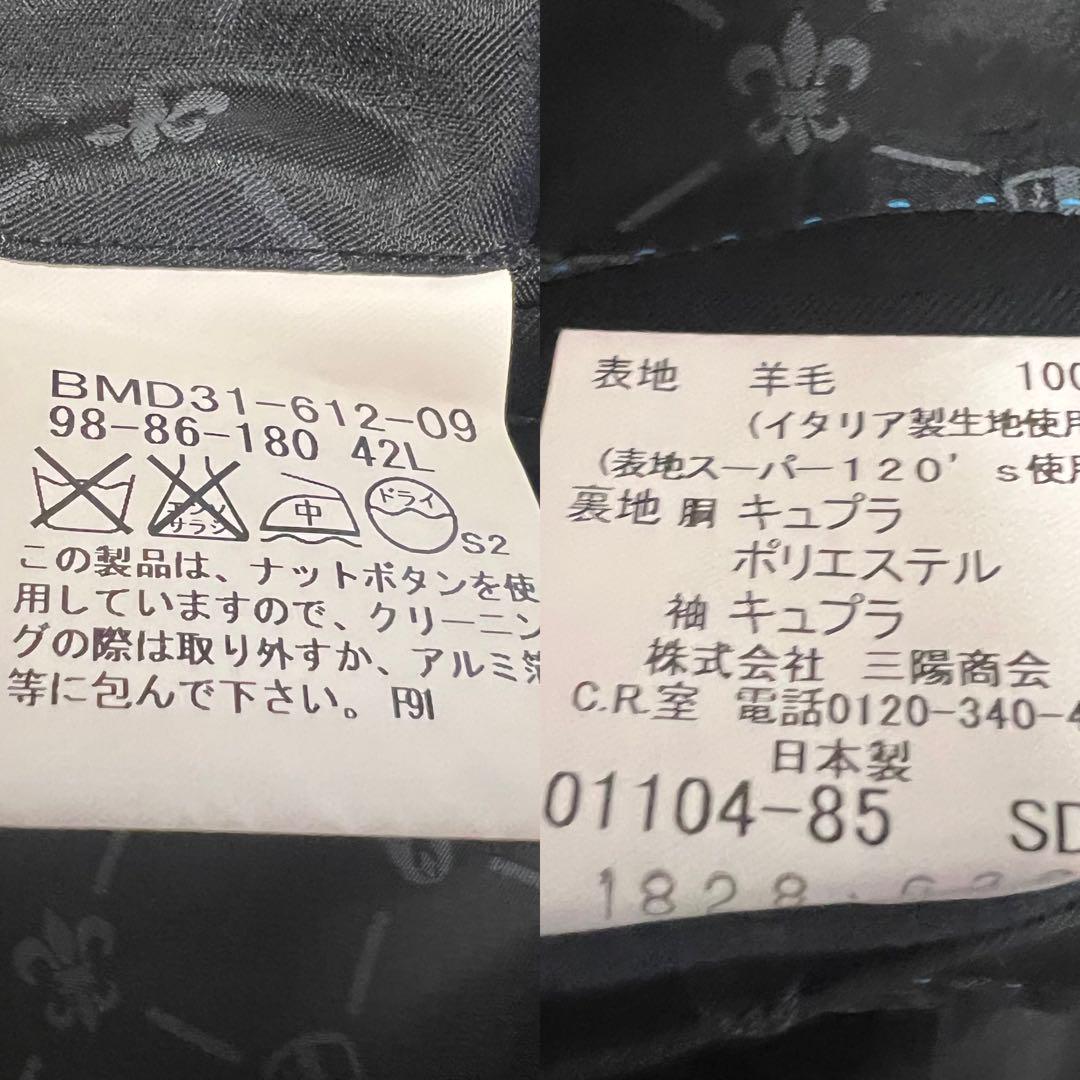 BMD31-612-09
98-86-180 42L
エンソ
サラシ
中
ドライ
S2
この製品は、ナットボタンを使
用していますので、クリーニン
グの際は取り外すか、アルミ箔
等に包んで下さい。F91
表地 羊毛 100
(イタリア製生地使用
(表地スーパー120's使用
裏地 胴 キュプラ
ポリエステル
袖 キュプラ
株式会社 三陽商会
C.R.室 電話0120-340-4
日本製
01104-85 SD
1828